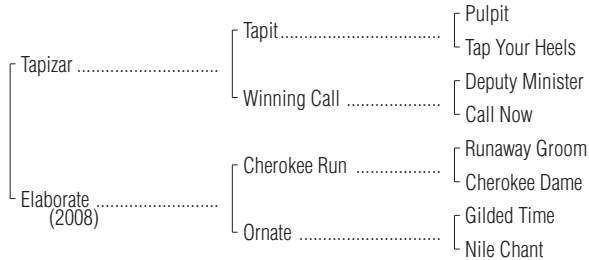 Pulpit
Tapit
Tap Your Heels
Tapizar
Deputy Minister
Winning Call
Call Now
Runaway Groom
Cherokee Run
Cherokee Dame
Elaborate
(2008)
Gilded Time
Ornate
Nile Chant